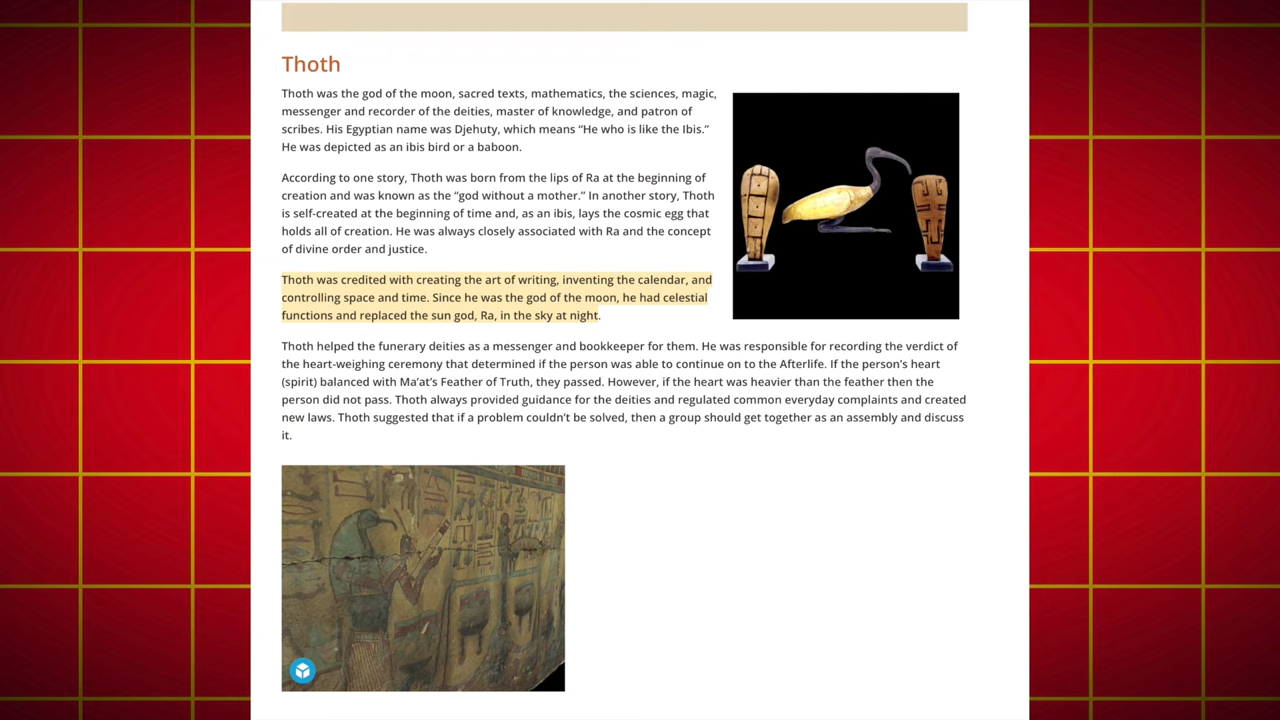 Thoth
Thoth was the god of the moon, sacred texts, mathematics, the sciences, magic,
messenger and recorder of the deities, master of knowledge, and patron of
scribes. His Egyptian name was Djehuty, which means “He who is like the Ibis.”
He was depicted as an ibis bird or a baboon.
According to one story, Thoth was born from the lips of Ra at the beginning of
creation and was known as the “god without a mother.” In another story, Thoth
is self-created at the beginning of time and, as an ibis, lays the cosmic egg that
holds all of creation. He was always closely associated with Ra and the concept
of divine order and justice.
Thoth was credited with creating the art of writing, inventing the calendar, and
controlling space and time. Since he was the god of the moon, he had celestial
functions and replaced the sun god, Ra, in the sky at night.
Thoth helped the funerary deities as a messenger and bookkeeper for them. He was responsible for recording the verdict of
the heart-weighing ceremony that determined if the person was able to continue on to the Afterlife. If the person’s heart
(spirit) balanced with Ma’at’s Feather of Truth, they passed. However, if the heart was heavier than the feather then the
person did not pass. Thoth always provided guidance for the deities and regulated common everyday complaints and created
new laws. Thoth suggested that if a problem couldn’t be solved, then a group should get together as an assembly and discuss
it.